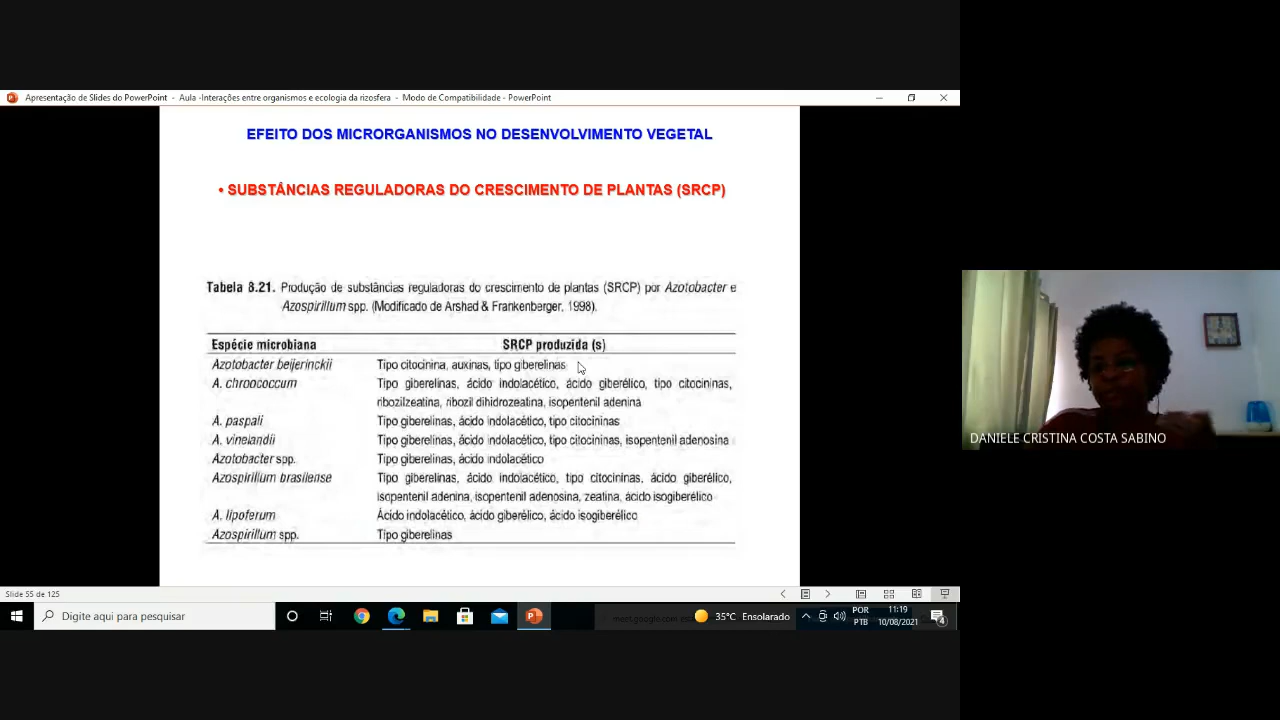 Apresentação de Slides do PowerPoint - Aula -Interações entre organismos e ecologia da rizosfera - Modo de Compatibilidade - PowerPoint
EFEITO DOS MICRORGANISMOS NO DESENVOLVIMENTO VEGETAL
• SUBSTÂNCIAS REGULADORAS DO CRESCIMENTO DE PLANTAS (SRCP)
Tabela 8.21. Produção de substâncias reguladoras do crescimento de plantas (SRCP) por Azotobacter e
Azospirillum spp. (Modificado de Arshad & Frankenberger, 1998).
Espécie microbiana SRCP produzida (s)
Azotobacter beijerinckii Tipo citocinina, auxinas, tipo giberelinas
A. chroococcum Tipo giberelinas, ácido indolacético, ácido giberélico, tipo citocininas,
ribozilzeatina, ribozil dihidrozeatina, isopentenil adenina
A. paspali Tipo giberelinas, ácido indolacético, tipo citocininas
A. vinelandii Tipo giberelinas, ácido indolacético, tipo citocininas, isopentenil adenosina
Azotobacter spp. Tipo giberelinas, ácido indolacético
Azospirillum brasilense Tipo giberelinas, ácido indolacético, tipo citocininas, ácido giberélico,
isopentenil adenina, isopentenil adenosina, zeatina, ácido isogiberélico
A. lipoferum Ácido indolacético, ácido giberélico, ácido isogiberélico
Azospirillum spp. Tipo giberelinas
DANIELE CRISTINA COSTA SABINO
Slide 55 de 125
Digite aqui para pesquisar
35°C Ensolarado
POR
PTB
11:19
10/08/2021
4